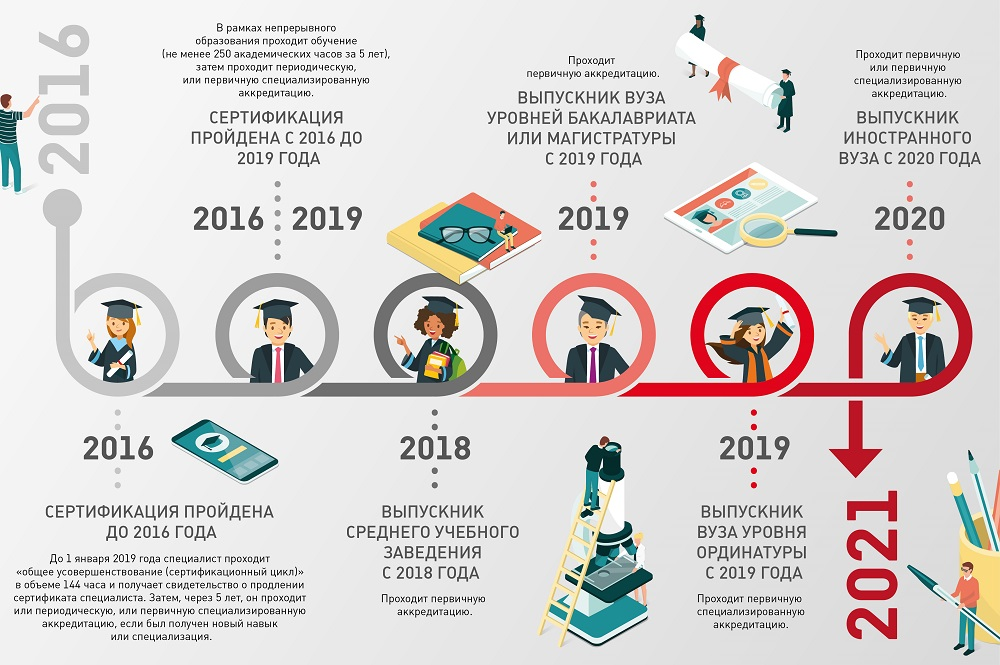 2016
В рамках непрерывного
образования проходит обучение
(не менее 250 академических часов за 5 лет),
затем проходит периодическую,
или первичную специализированную
аккредитацию.
СЕРТИФИКАЦИЯ
ПРОЙДЕНА С 2016 ДО
2019 ГОДА
2016 2019
Проходит
первичную аккредитацию.
ВЫПУСКНИК ВУЗА
УРОВНЕЙ БАКАЛАВРИАТА
ИЛИ МАГИСТРАТУРЫ
С 2019 ГОДА
2019
Проходит первичную
или первичную
специализированную
аккредитацию.
ВЫПУСКНИК
ИНОСТРАННОГО
ВУЗА С 2020 ГОДА
2020
2016
СЕРТИФИКАЦИЯ ПРОЙДЕНА
ДО 2016 ГОДА
До 1 января 2019 года специалист проходит
«общее усовершенствование (сертификационный цикл)»
в объеме 144 часа и получает свидетельство о продлении
сертификата специалиста. Затем, через 5 лет, он проходит
или периодическую, или первичную специализированную
аккредитацию, если был получен новый навык
или специализация.
2018
ВЫПУСКНИК
СРЕДНЕГО УЧЕБНОГО
ЗАВЕДЕНИЯ
С 2018 ГОДА
Проходит первичную
аккредитацию.
2019
ВЫПУСКНИК
ВУЗА УРОВНЯ
ОРДИНАТУРЫ
С 2019 ГОДА
Проходит первичную
специализированную
аккредитацию.
2021